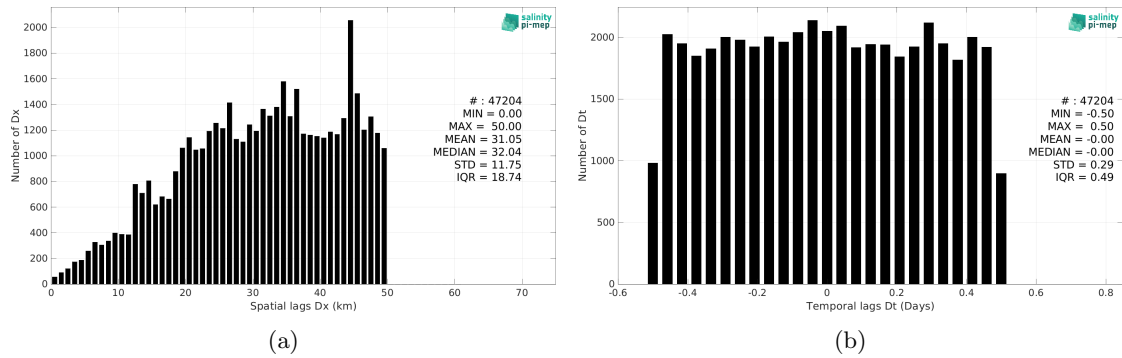 salinity
pi-mep
2000
1800
1600
1400
1200
1000
800
600
400
200
0
Number of Dx
# : 47204
MIN = 0.00
MAX = 50.00
MEAN = 31.05
MEDIAN = 32.04
STD = 11.75
IQR = 18.74
0 10 20 30 40 50 60 70
Spatial lags Dx (km)
(a)
salinity
pi-mep
2000
1500
1000
500
0
Number of Dt
# : 47204
MIN = -0.50
MAX = 0.50
MEAN = -0.00
MEDIAN = -0.00
STD = 0.29
IQR = 0.49
-0.6 -0.4 -0.2 0 0.2 0.4 0.6 0.8
Temporal lags Dt (Days)
(b)